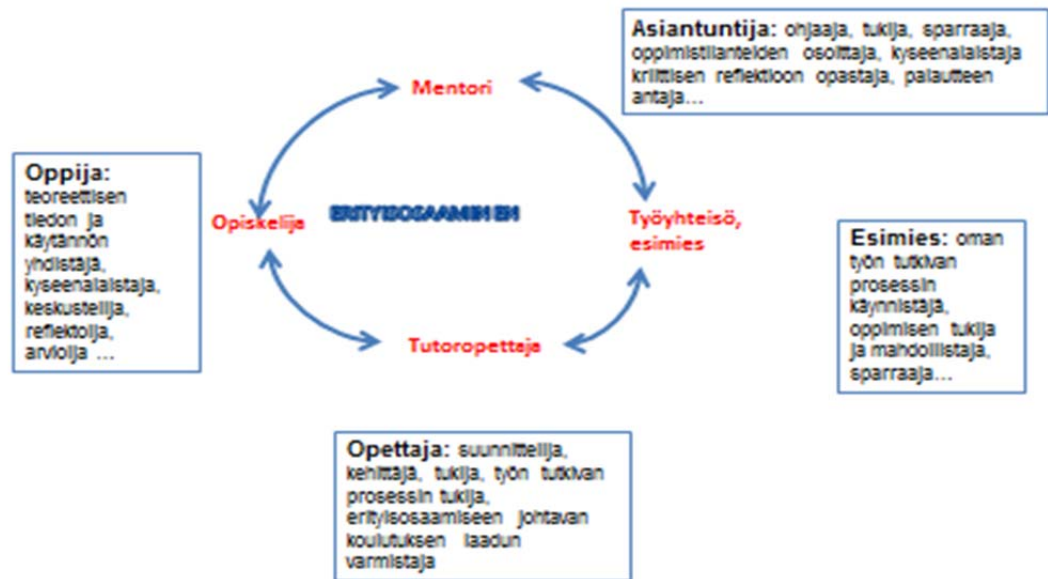 Asiantuntija: ohjaaja, tukija, sparraaja,
oppimistilanteiden osoittaja, kyseenalaistaja
kriittisen reflektioon opastaja, palautteen
antaja...
Mentori
Oppija:
teoreettisen
tiedon ja
käytännön
yhdistäjä,
kyseenalaistaja,
keskustelija,
reflektoija,
arvioija ...
Opiskelija
ERITYISOSAAMINEN
Työyhteisö,
esimies
Esimies: oman
työn tutkivan
prosessin
käynnistäjä,
oppimisen tukija
ja mahdollistaja,
sparraaja...
Tutoropettaja
Opettaja: suunnittelija,
kehittäjä, tukija, työn tutkivan
prosessin tukija,
erityisosaamiseen johtavan
koulutuksen laadun
varmistaja